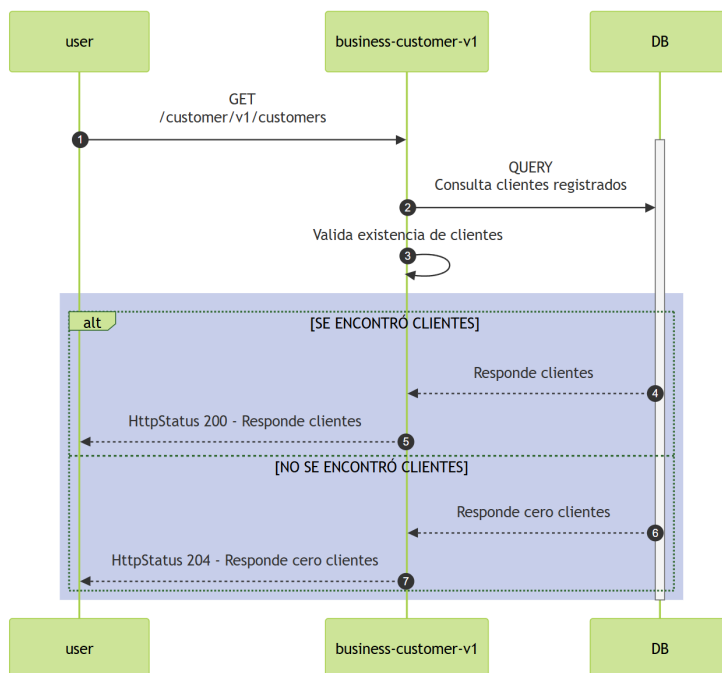 user
business-customer-v1
DB
GET
/customer/v1/customers
1
QUERY
Consulta clientes registrados
2
Valida existencia de clientes
3
alt
[SE ENCONTRÓ CLIENTES]
Responde clientes
4
HttpStatus 200 - Responde clientes
5
[NO SE ENCONTRÓ CLIENTES]
Responde cero clientes
6
HttpStatus 204 - Responde cero clientes
7
user
business-customer-v1
DB